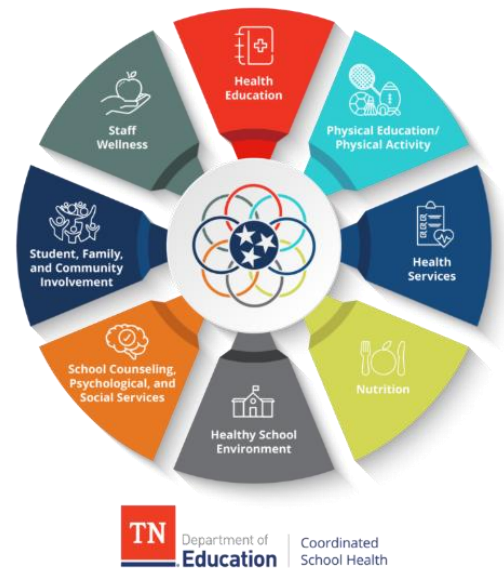 Health
Education
Physical Education/
Physical Activity
Health
Services
Nutrition
Healthy School
Environment
School Counseling,
Psychological, and
Social Services
Student, Family,
and Community
Involvement
Staff
Wellness
TN
Department of
Education
Coordinated
School Health